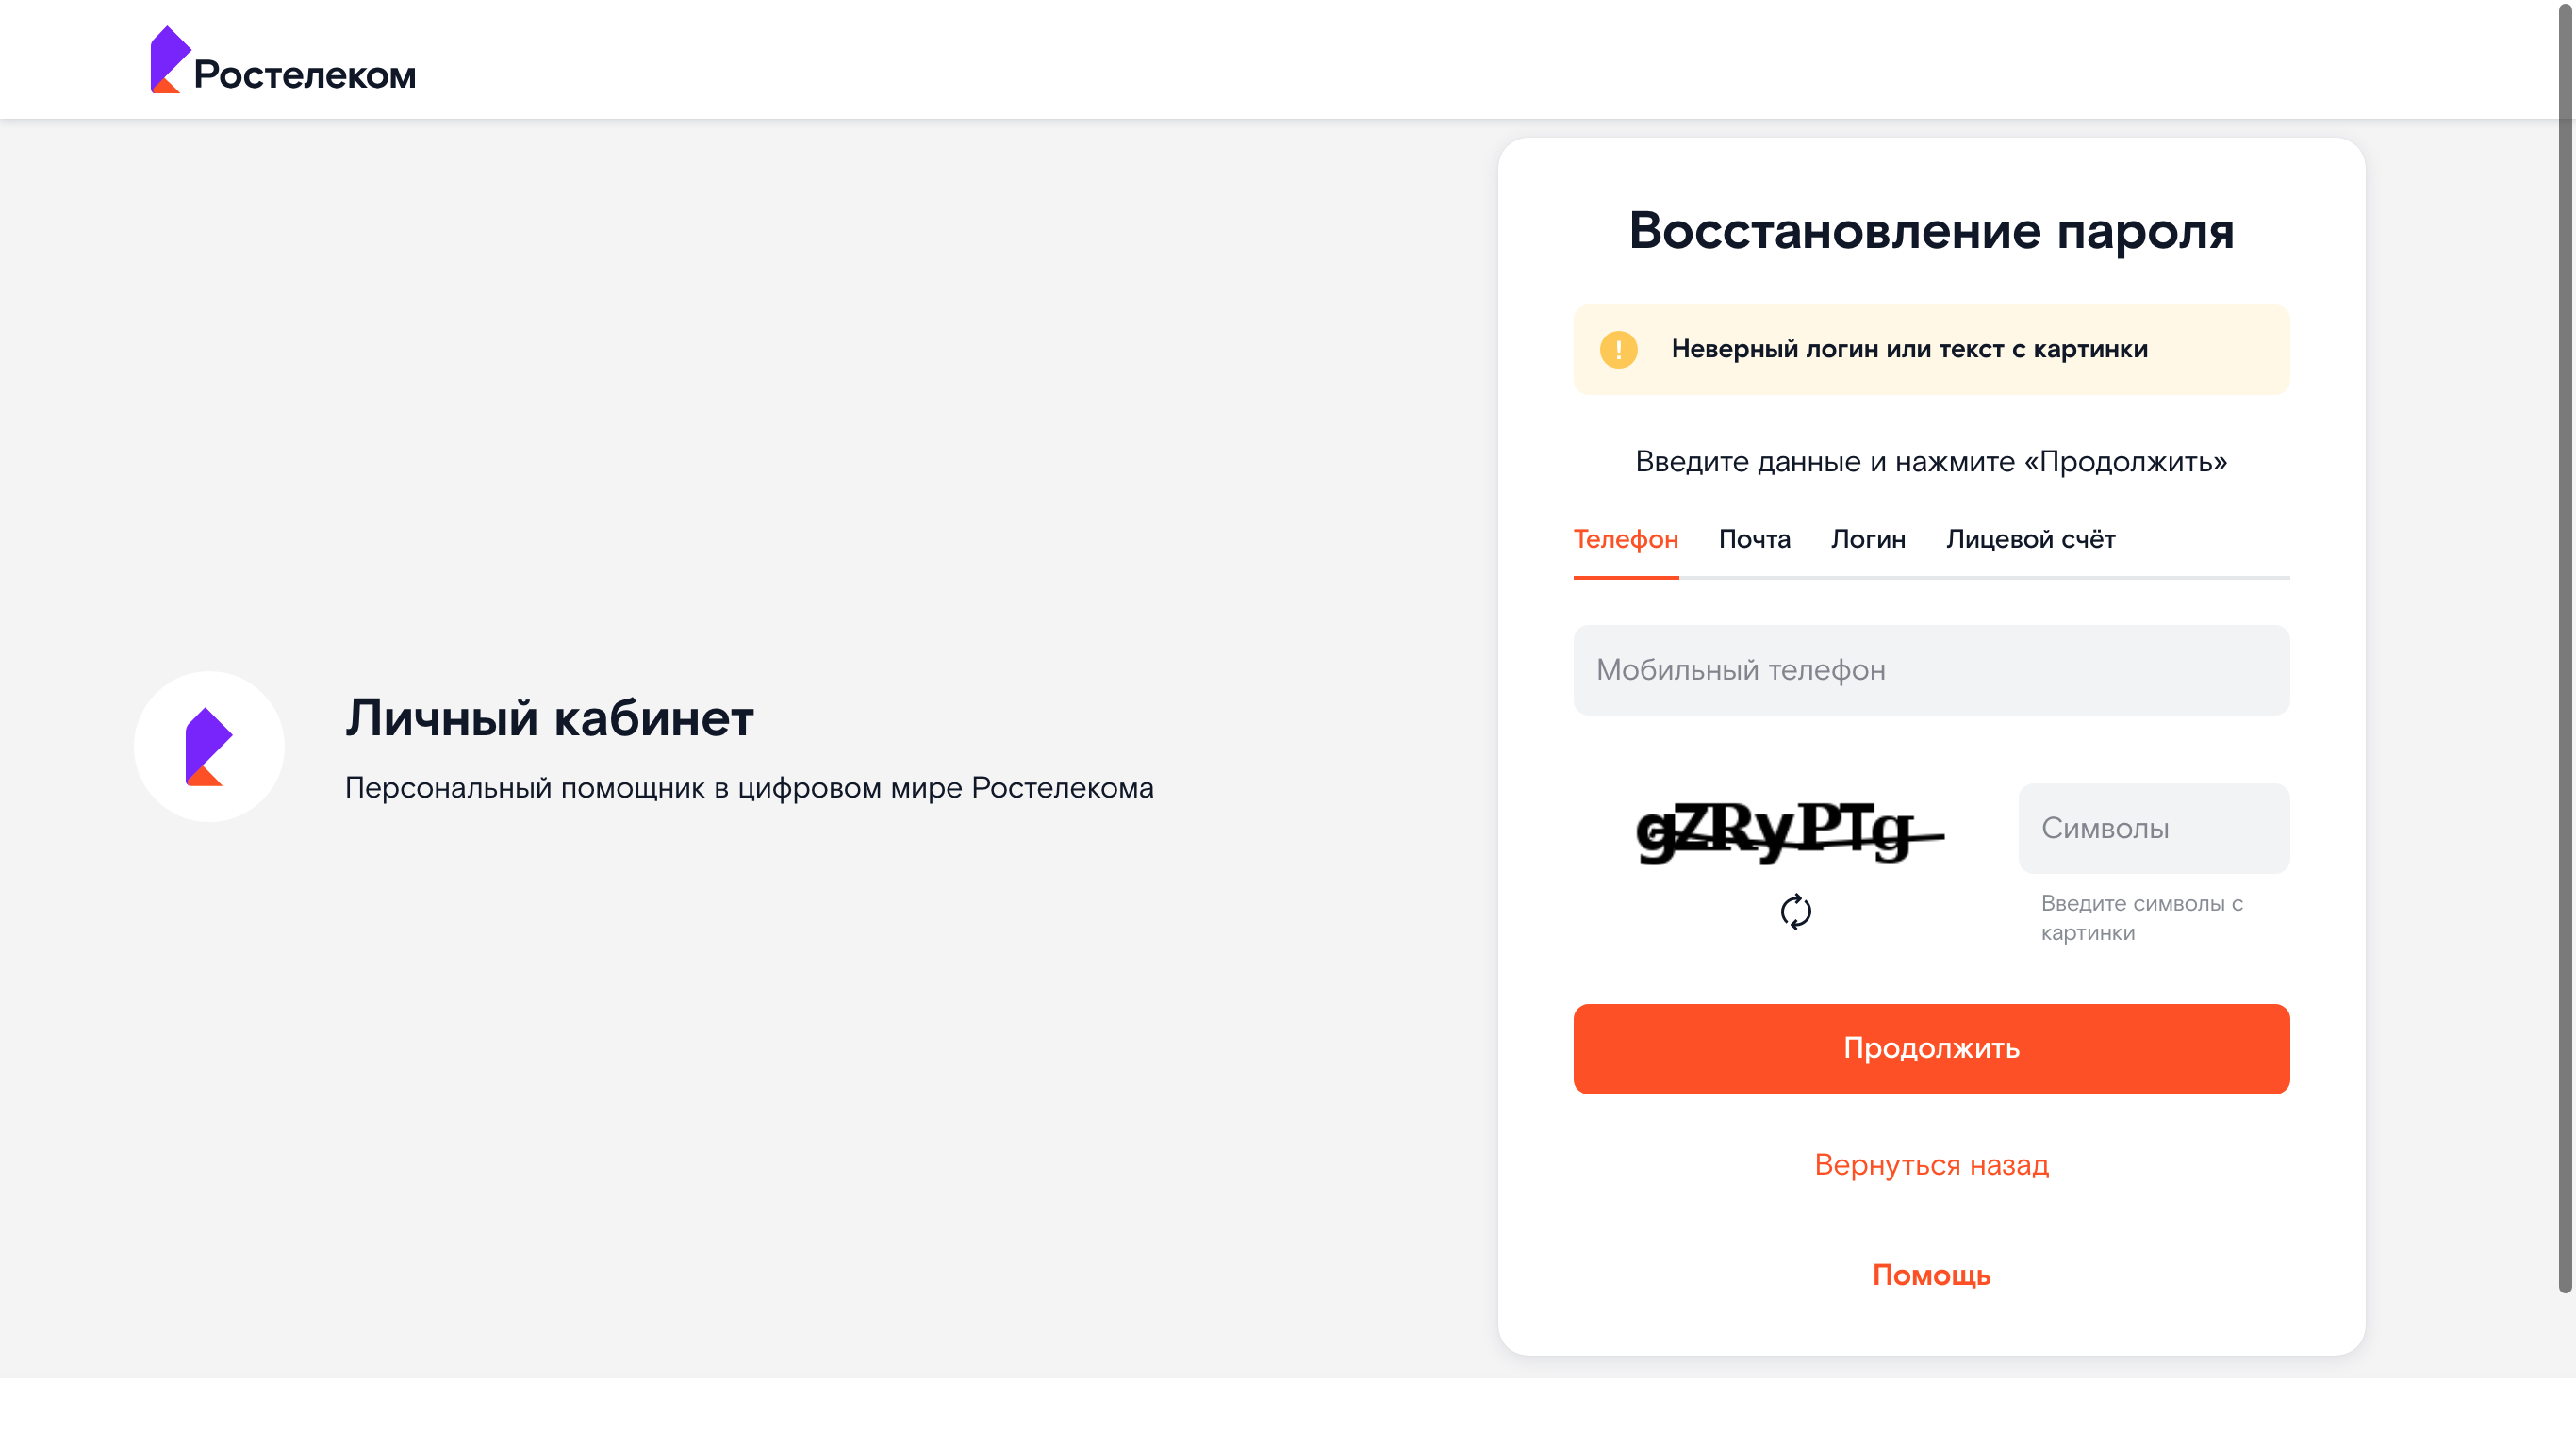 Ростелеком
Восстановление пароля
Неверный логин или текст с картинки
Введите данные и нажмите «Продолжить»
Телефон Почта Логин Лицевой счёт
Мобильный телефон
Личный кабинет
Персональный помощник в цифровом мире Ростелекома
gZRyPTg
Символы
Введите символы с
картинки
Продолжить
Вернуться назад
Помощь